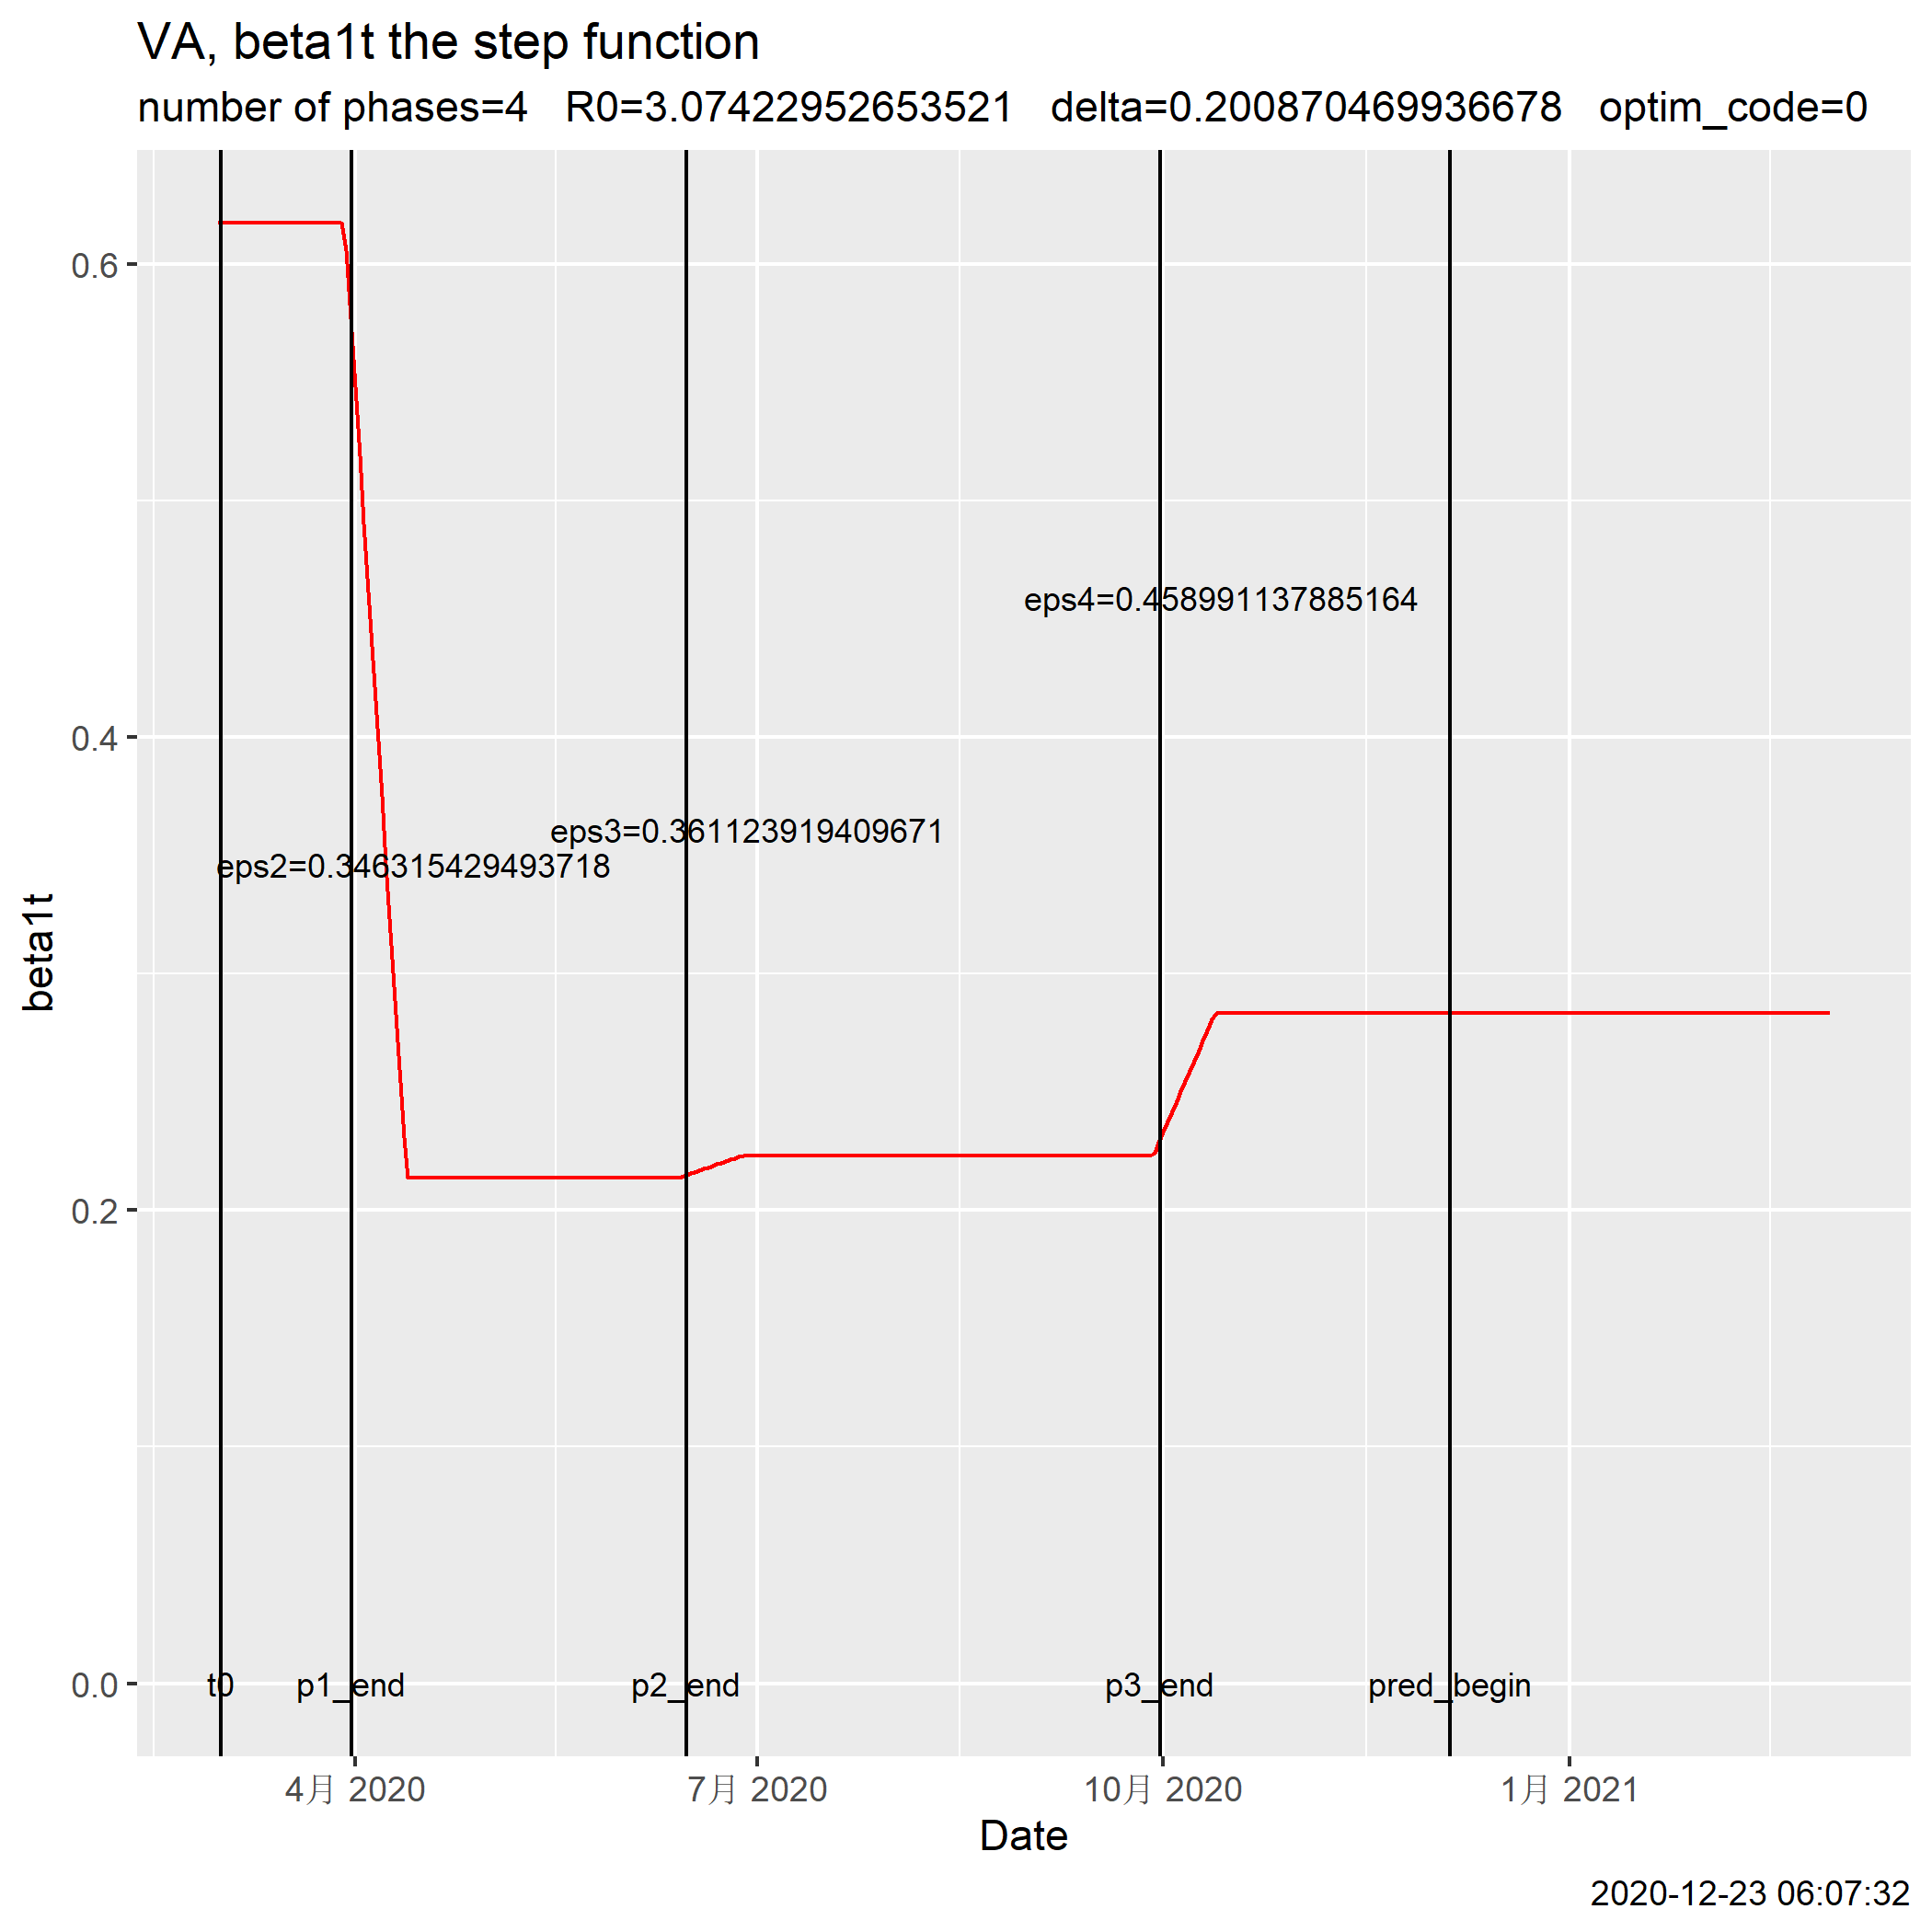 VA, beta1t the step function
number of phases=4 R0=3.07422952653521 delta=0.200870469936678 optim_code=0
0.6
eps4=0.458991137885164
0.4
eps3=0.361123919409671
eps2=0.346315429493718
beta1t
0.2
0.0
t0 p1_end p2_end p3_end pred_begin
4月 2020 7月 2020 10月 2020 1月 2021
Date
2020-12-23 06:07:32